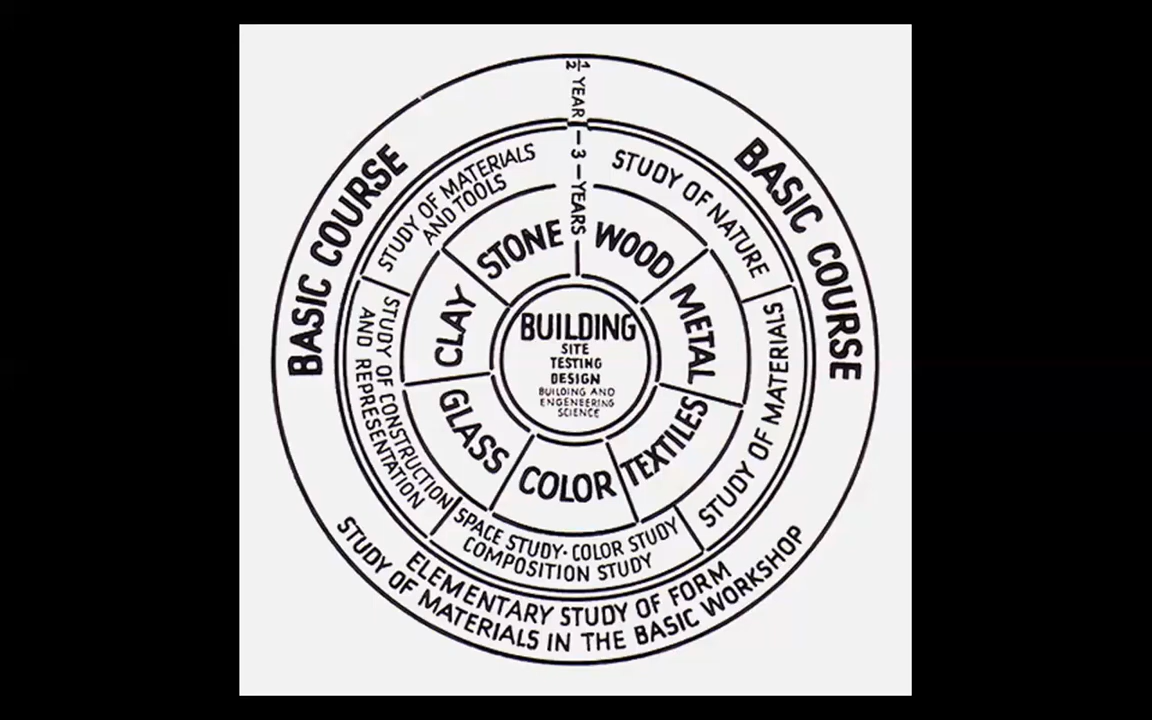 ½ YEAR
BASIC COURSE
BASIC COURSE
ELEMENTARY STUDY OF FORM
STUDY OF MATERIALS IN THE BASIC WORKSHOP
3 — YEARS
STUDY OF MATERIALS
AND TOOLS
STUDY OF NATURE
STUDY OF MATERIALS
SPACE STUDY · COLOR STUDY
COMPOSITION STUDY
STUDY OF CONSTRUCTION
AND REPRESENTATION
STONE
WOOD
METAL
TEXTILES
COLOR
GLASS
CLAY
BUILDING
SITE
TESTING
DESIGN
BUILDING AND
ENGENEERING
SCIENCE